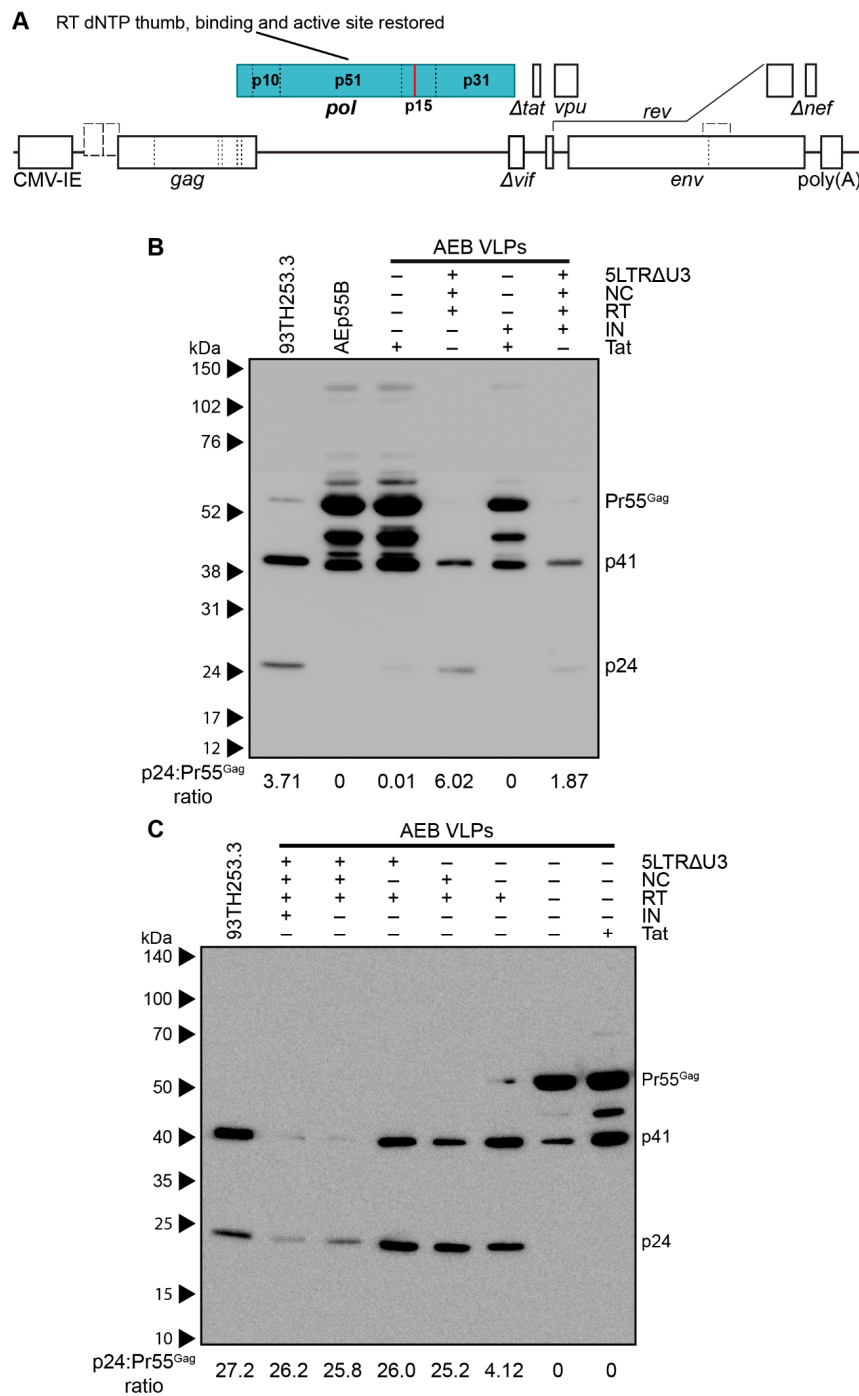 A
RT dNTP thumb, binding and active site restored
p10 p51 p31
pol p15 Δtat vpu rev Δnef
CMV-IE gag Δvif env poly(A)
B
AEB VLPs
93TH253.3
AEp55B
– + – + 5LTRΔU3
– + – + NC
– + – + RT
– – + + IN
+ – + – Tat
kDa
150
102
76
52 Pr55Gag
38 p41
31
24 p24
17
12
p24:Pr55Gag ratio 3.71 0 0.01 6.02 0 1.87
C
AEB VLPs
93TH253.3
+ + + – – – – 5LTRΔU3
+ + – + – – – NC
+ + + + + – – RT
+ – – – – – – IN
– – – – – – + Tat
kDa
140
100
70
50 Pr55Gag
40 p41
35
25 p24
15
10
p24:Pr55Gag ratio 27.2 26.2 25.8 26.0 25.2 4.12 0 0